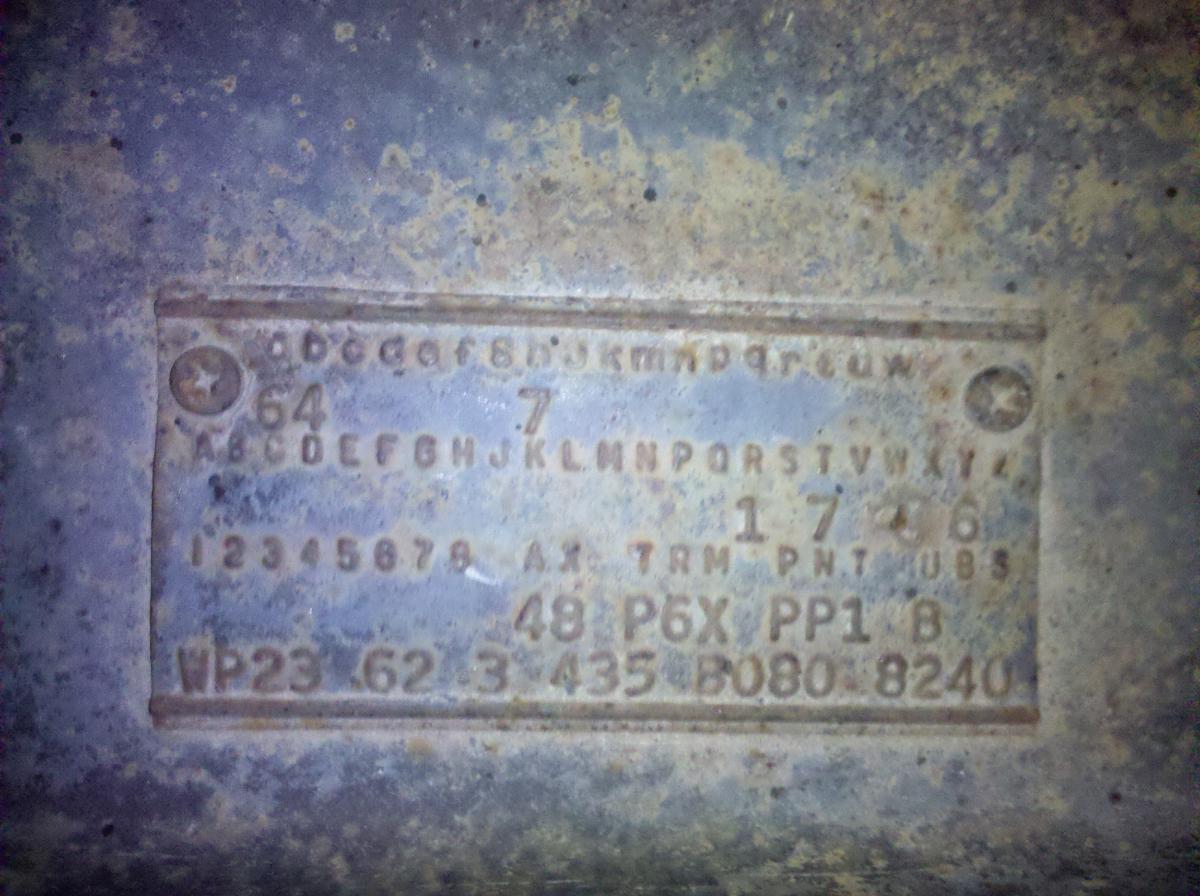 abcdefghjkmnpqrtuw
64 7
ABCDEFGHJKLMNPQRSTVWXYZ
1 7 6
12345678 AX TRM PNT UBS
48 P6X PP1 B
WP23 62 3 435 B080 8240